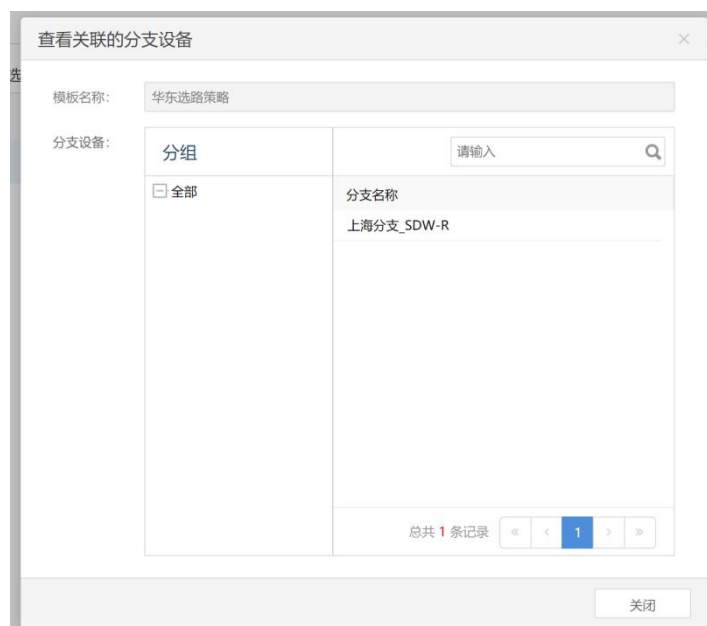 查看关联的分支设备 ×
选
模板名称： 华东选路策略
分支设备：
分组
请输入
全部
分支名称
上海分支_SDW-R
总共 1 条记录 « < 1 > »
关闭